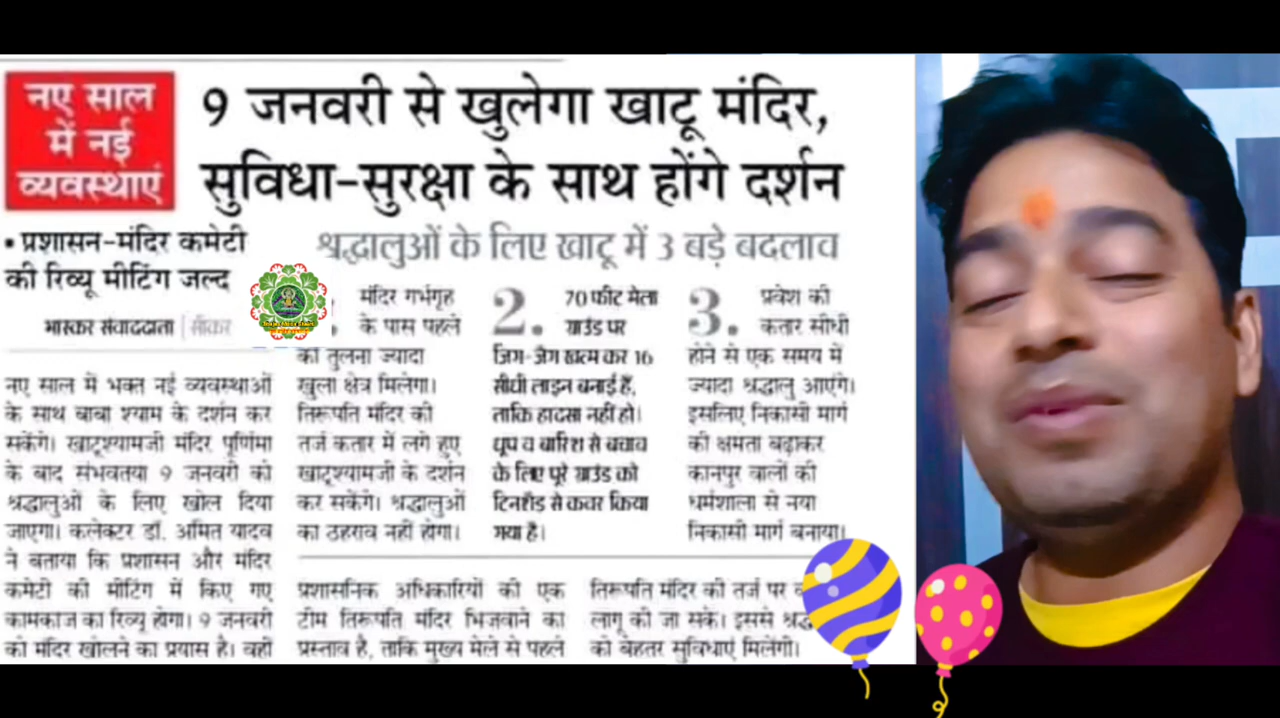 नए साल
में नई
व्यवस्थाएं
9 जनवरी से खुलेगा खाटू मंदिर,
सुविधा-सुरक्षा के साथ होंगे दर्शन
• प्रशासन-मंदिर कमेटी
की रिव्यू मीटिंग जल्द
श्रद्धालुओं के लिए खाटू में 3 बड़े बदलाव
भास्कर संवाददाता | सीकर
नए साल में भक्त नई व्यवस्थाओं
के साथ बाबा श्याम के दर्शन कर
सकेंगे। खाटूश्यामजी मंदिर पूर्णिमा
के बाद संभवतया 9 जनवरी को
श्रद्धालुओं के लिए खोल दिया
जाएगा। कलेक्टर डॉ. अमित यादव
ने बताया कि प्रशासन और मंदिर
कमेटी की मीटिंग में किए गए
कामकाज का रिव्यू होगा। 9 जनवरी
को मंदिर खोलने का प्रयास है। वहीं
मंदिर गर्भगृह
के पास पहले
की तुलना ज्यादा
खुला क्षेत्र मिलेगा।
तिरूपति मंदिर की
तर्ज कतार में लगे हुए
खाटूश्यामजी के दर्शन
कर सकेंगे। श्रद्धालुओं
का ठहराव नहीं होगा।
2. 70 फीट मेला
ग्राउंड पर
जिग-जैग खत्म कर 16
सीधी लाइन बनाई हैं,
ताकि हादसा नहीं हो।
धूप व बारिश से बचाव
के लिए पूरे ग्राउंड को
टिनशैड से कवर किया
गया है।
3. प्रवेश की
कतार सीधी
होने से एक समय में
ज्यादा श्रद्धालु आएंगे।
इसलिए निकासी मार्ग
की क्षमता बढ़ाकर
कानपुर वालों की
धर्मशाला से नया
निकासी मार्ग बनाया।
प्रशासनिक अधिकारियों की एक
टीम तिरूपति मंदिर भिजवाने का
प्रस्ताव है, ताकि मुख्य मेले से पहले
तिरूपति मंदिर की तर्ज पर
लागू की जा सके। इससे
को बेहतर सुविधाएं मिलेंगी।